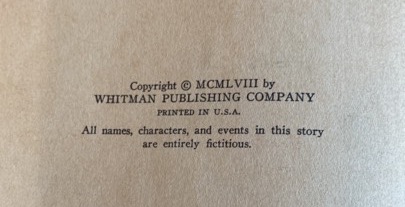 Copyright © MCMLVIII by
WHITMAN PUBLISHING COMPANY
PRINTED IN U.S.A.
All names, characters, and events in this story
are entirely fictitious.